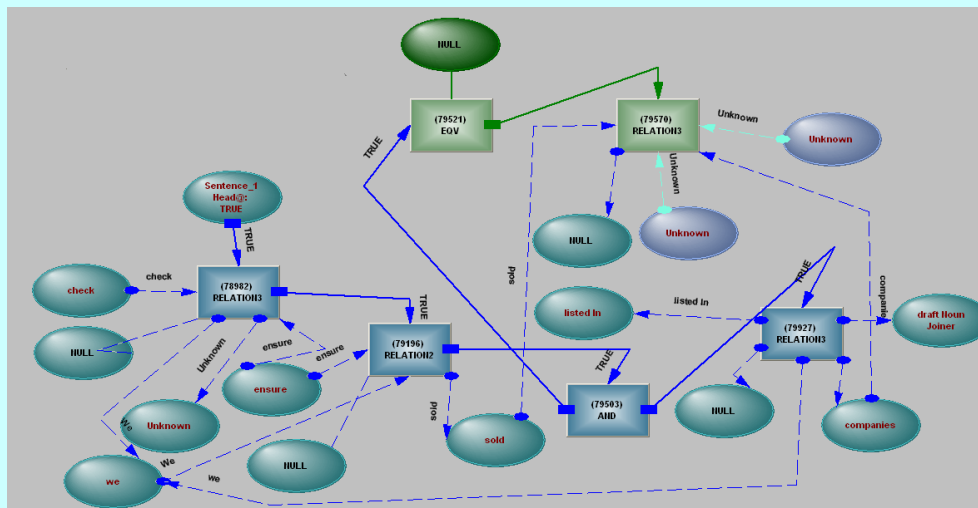 NULL
(79521)
EQV
(79570)
RELATION3
Unknown
Unknown
TRUE
Unknown
Sentence_1
Head@:
TRUE
TRUE
sold
NULL
Unknown
TRUE
companies
check
check
(78982)
RELATION3
listed In
listed In
draft Noun
Joiner
TRUE
(79927)
RELATION3
NULL
Unknown
ensure
ensure
(79196)
RELATION2
TRUE
ensure
(79503)
AND
NULL
companies
We
Unknown
sold
sold
We
NULL
we
we